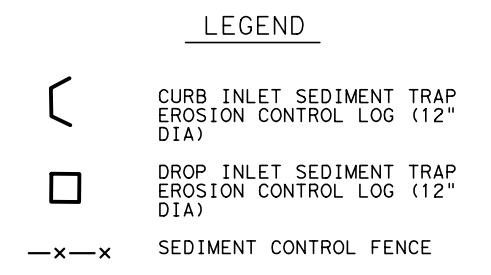 LEGEND
CURB INLET SEDIMENT TRAP
EROSION CONTROL LOG (12"
DIA)
DROP INLET SEDIMENT TRAP
EROSION CONTROL LOG (12"
DIA)
—x—x SEDIMENT CONTROL FENCE